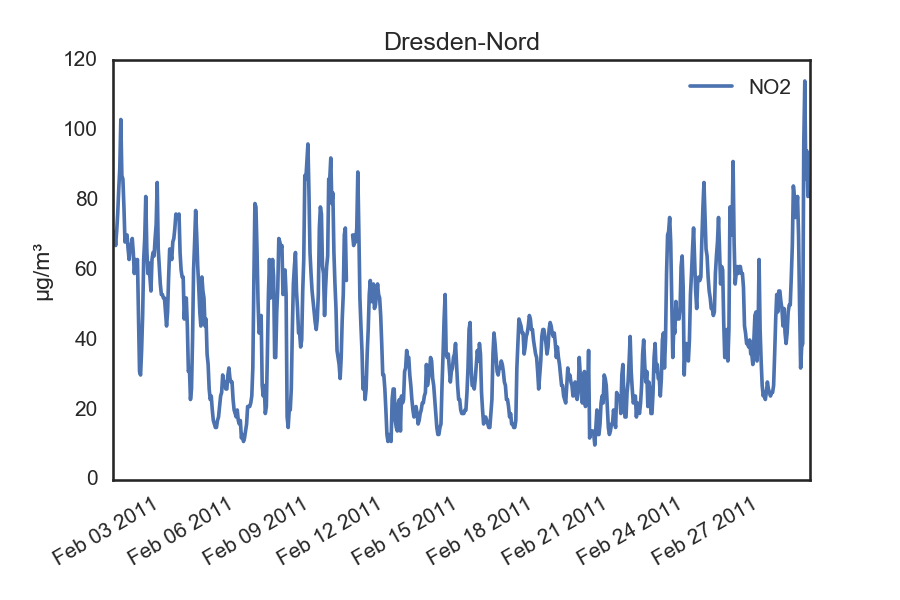 Dresden-Nord
NO2
µg/m³
120
100
80
60
40
20
0
Feb 03 2011
Feb 06 2011
Feb 09 2011
Feb 12 2011
Feb 15 2011
Feb 18 2011
Feb 21 2011
Feb 24 2011
Feb 27 2011